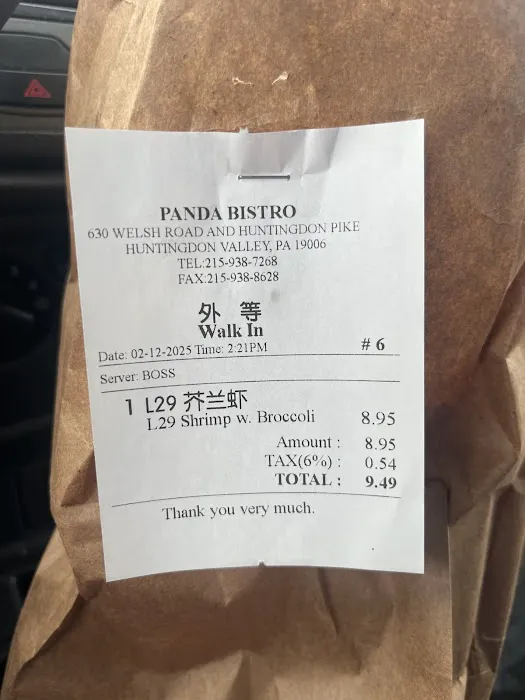 PANDA BISTRO
630 WELSH ROAD AND HUNTINGDON PIKE
HUNTINGDON VALLEY, PA 19006
TEL:215-938-7268
FAX:215-938-8628
外 等
Walk In
Date: 02-12-2025 Time: 2:21PM # 6
Server: BOSS
1 L29 芥兰虾
L29 Shrimp w. Broccoli 8.95
Amount : 8.95
TAX(6%) : 0.54
TOTAL : 9.49
Thank you very much.